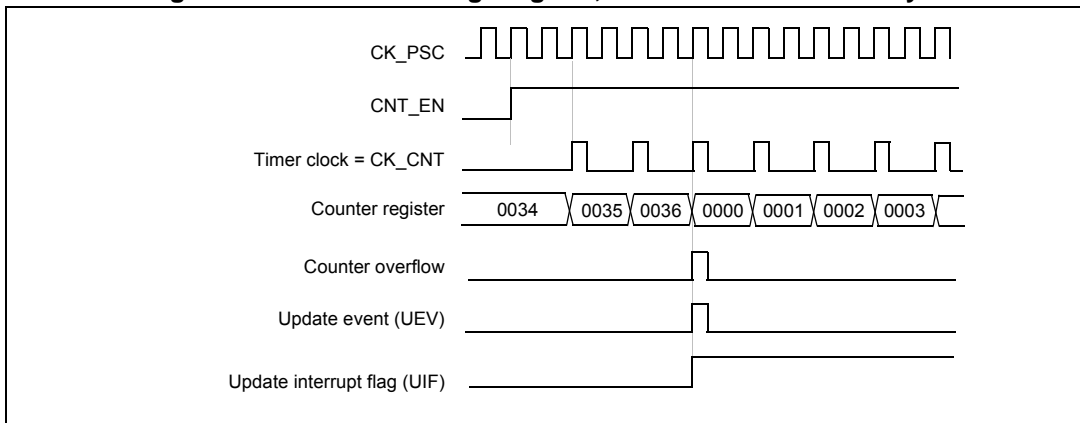 CK_PSC
CNT_EN
Timer clock = CK_CNT
Counter register 0034 0035 0036 0000 0001 0002 0003
Counter overflow
Update event (UEV)
Update interrupt flag (UIF)